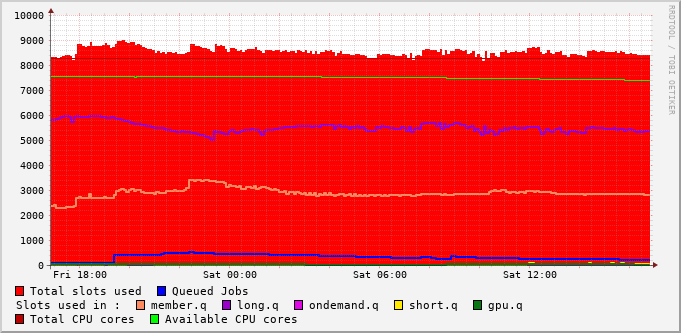 RRDTOOL / TOBI OETIKER
10000
9000
8000
7000
6000
5000
4000
3000
2000
1000
0
Fri 18:00 Sat 00:00 Sat 06:00 Sat 12:00
Total slots used Queued Jobs
Slots used in : member.q long.q ondemand.q short.q gpu.q
Total CPU cores Available CPU cores